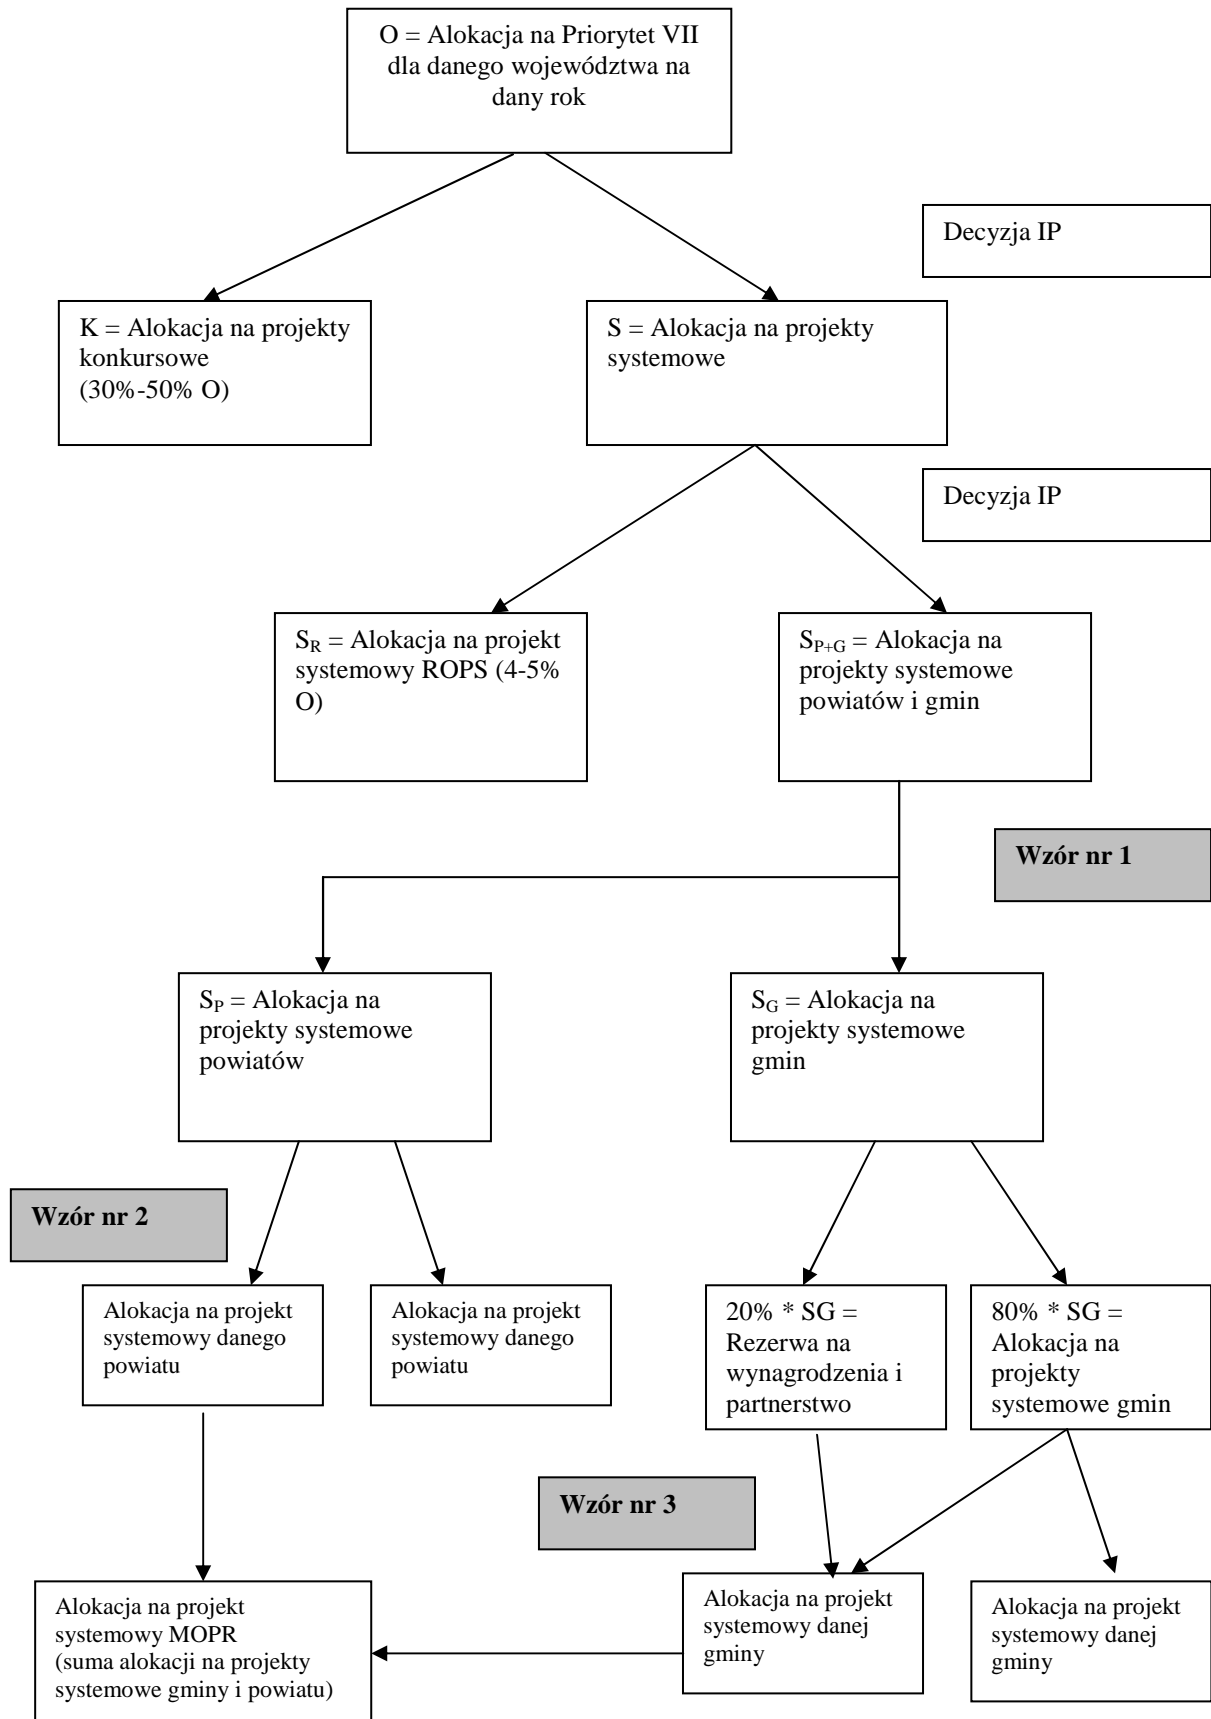 O = Alokacja na Priorytet VII
dla danego województwa na
dany rok
Decyzja IP
K = Alokacja na projekty
konkursowe
(30%-50% O)
S = Alokacja na projekty
systemowe
Decyzja IP
SR = Alokacja na projekt
systemowy ROPS (4-5%
O)
SP+G = Alokacja na
projekty systemowe
powiatów i gmin
Wzór nr 1
SP = Alokacja na
projekty systemowe
powiatów
SG = Alokacja na
projekty systemowe
gmin
Wzór nr 2
Alokacja na projekt
systemowy danego
powiatu
Alokacja na projekt
systemowy danego
powiatu
20% * SG =
Rezerwa na
wynagrodzenia i
partnerstwo
80% * SG =
Alokacja na
projekty
systemowe gmin
Wzór nr 3
Alokacja na projekt
systemowy MOPR
(suma alokacji na projekty
systemowe gminy i powiatu)
Alokacja na projekt
systemowy danej
gminy
Alokacja na projekt
systemowy danej
gminy